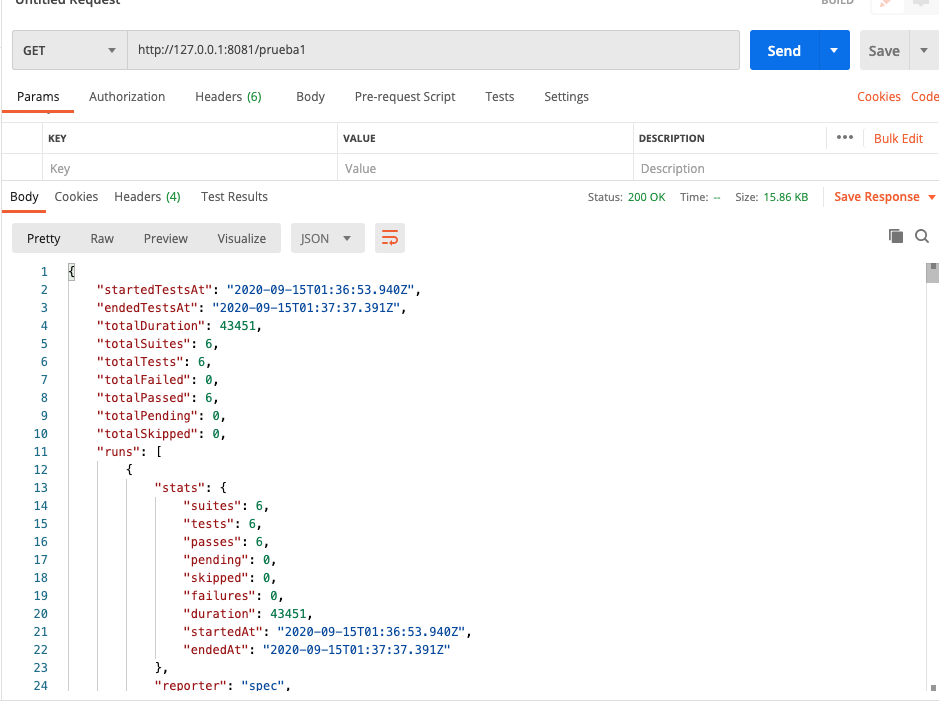 Untitled Request
BUILD
GET
http://127.0.0.1:8081/prueba1
Send
Save
Params
Authorization
Headers (6)
Body
Pre-request Script
Tests
Settings
Cookies
Code
KEY
VALUE
DESCRIPTION
Bulk Edit
Key
Value
Description
Body
Cookies
Headers (4)
Test Results
Status: 200 OK
Time: --
Size: 15.86 KB
Save Response
Pretty
Raw
Preview
Visualize
JSON
1 {
2 "startedTestsAt": "2020-09-15T01:36:53.940Z",
3 "endedTestsAt": "2020-09-15T01:37:37.391Z",
4 "totalDuration": 43451,
5 "totalSuites": 6,
6 "totalTests": 6,
7 "totalFailed": 0,
8 "totalPassed": 6,
9 "totalPending": 0,
10 "totalSkipped": 0,
11 "runs": [
12 {
13 "stats": {
14 "suites": 6,
15 "tests": 6,
16 "passes": 6,
17 "pending": 0,
18 "skipped": 0,
19 "failures": 0,
20 "duration": 43451,
21 "startedAt": "2020-09-15T01:36:53.940Z",
22 "endedAt": "2020-09-15T01:37:37.391Z"
23 },
24 "reporter": "spec",